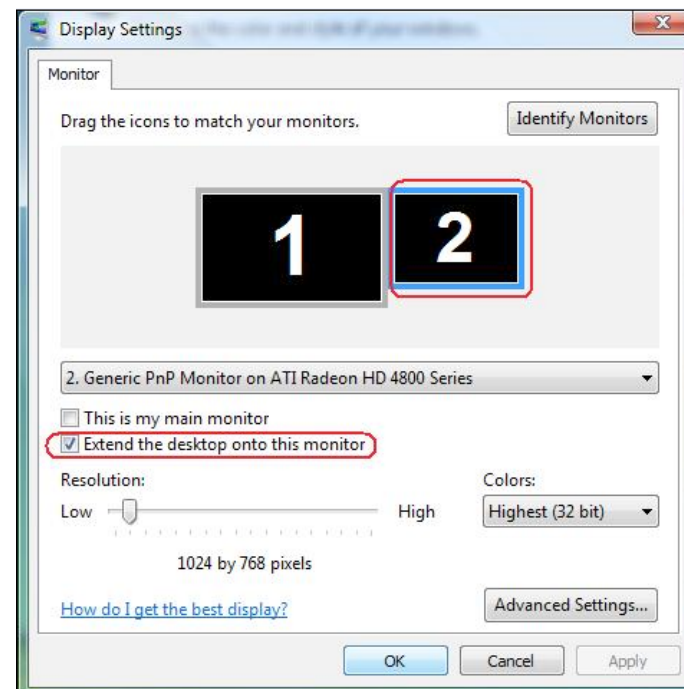 Display Settings
Monitor
Drag the icons to match your monitors.
Identify Monitors
1
2
2. Generic PnP Monitor on ATI Radeon HD 4800 Series
This is my main monitor
Extend the desktop onto this monitor
Resolution:
Colors:
Low
High
Highest (32 bit)
1024 by 768 pixels
How do I get the best display?
Advanced Settings...
OK
Cancel
Apply